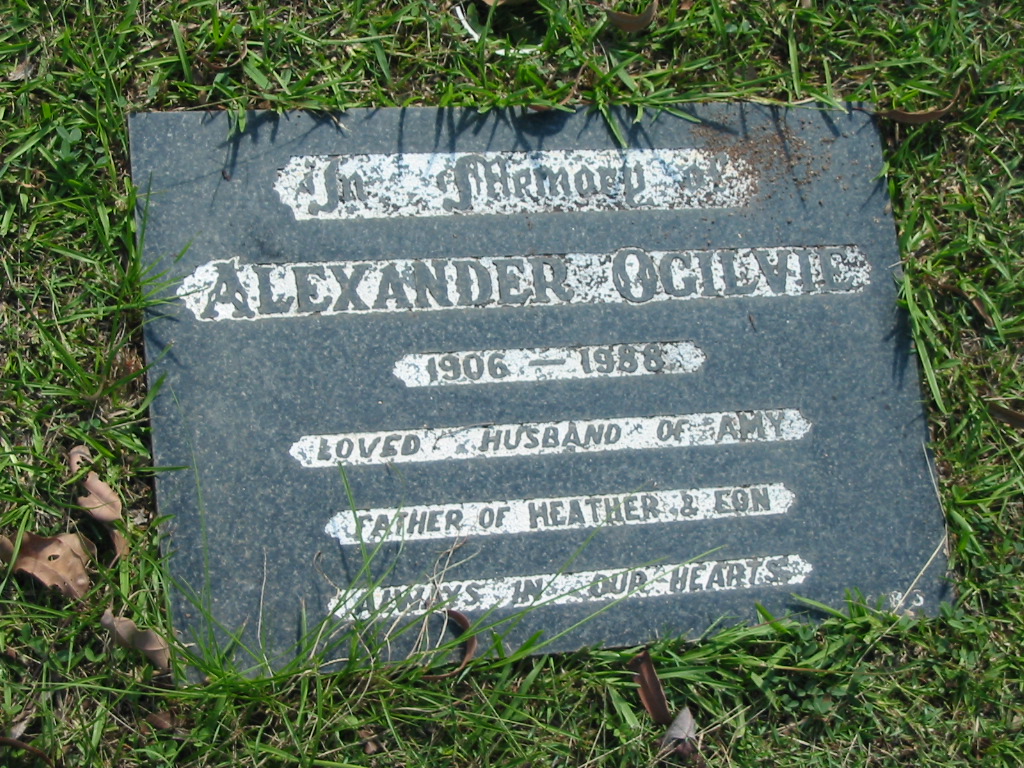 In Memory of
ALEXANDER OGILVIE
1906 — 1988
LOVED HUSBAND OF AMY
FATHER OF HEATHER & EON
ALWAYS IN OUR HEARTS